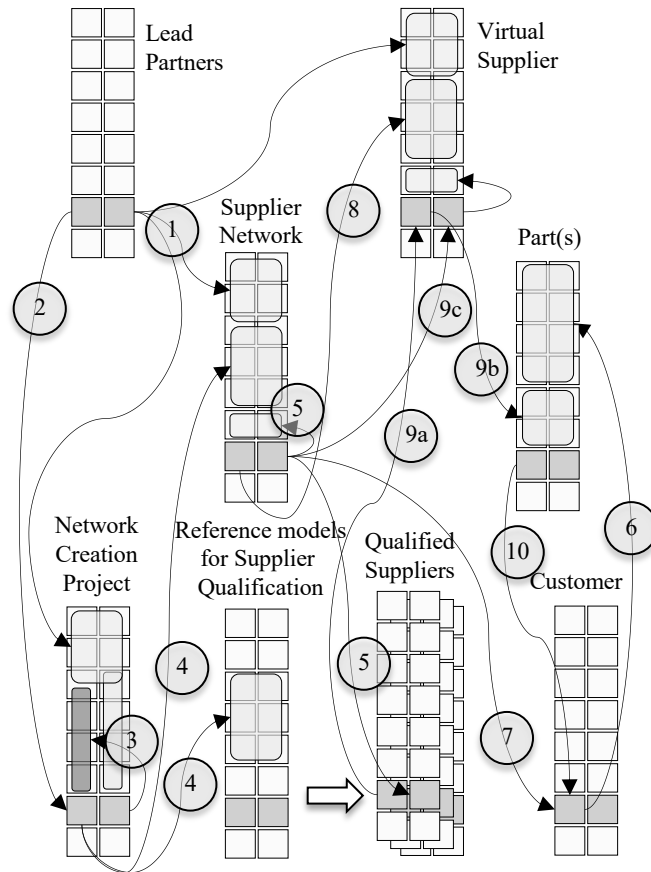 Lead
Partners
Virtual
Supplier
1
8
Supplier
Network
Part(s)
2
9c
9b
5
9a
Network
Creation
Project
Reference models
for Supplier
Qualification
Qualified
Suppliers
10
6
Customer
4
5
3
7
4